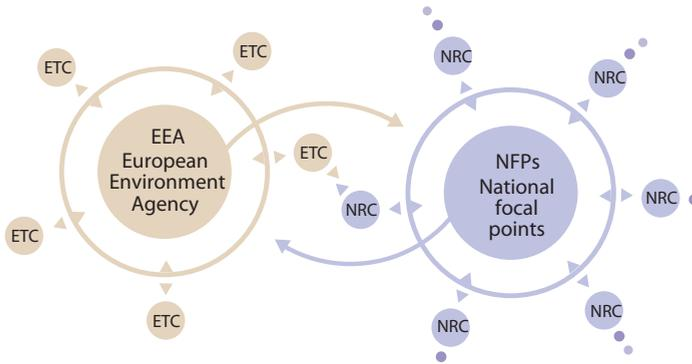 ETC
ETC
NRC
NRC
EEA
European
Environment
Agency
ETC
NFPs
National
focal
points
NRC
NRC
ETC
ETC
NRC
NRC